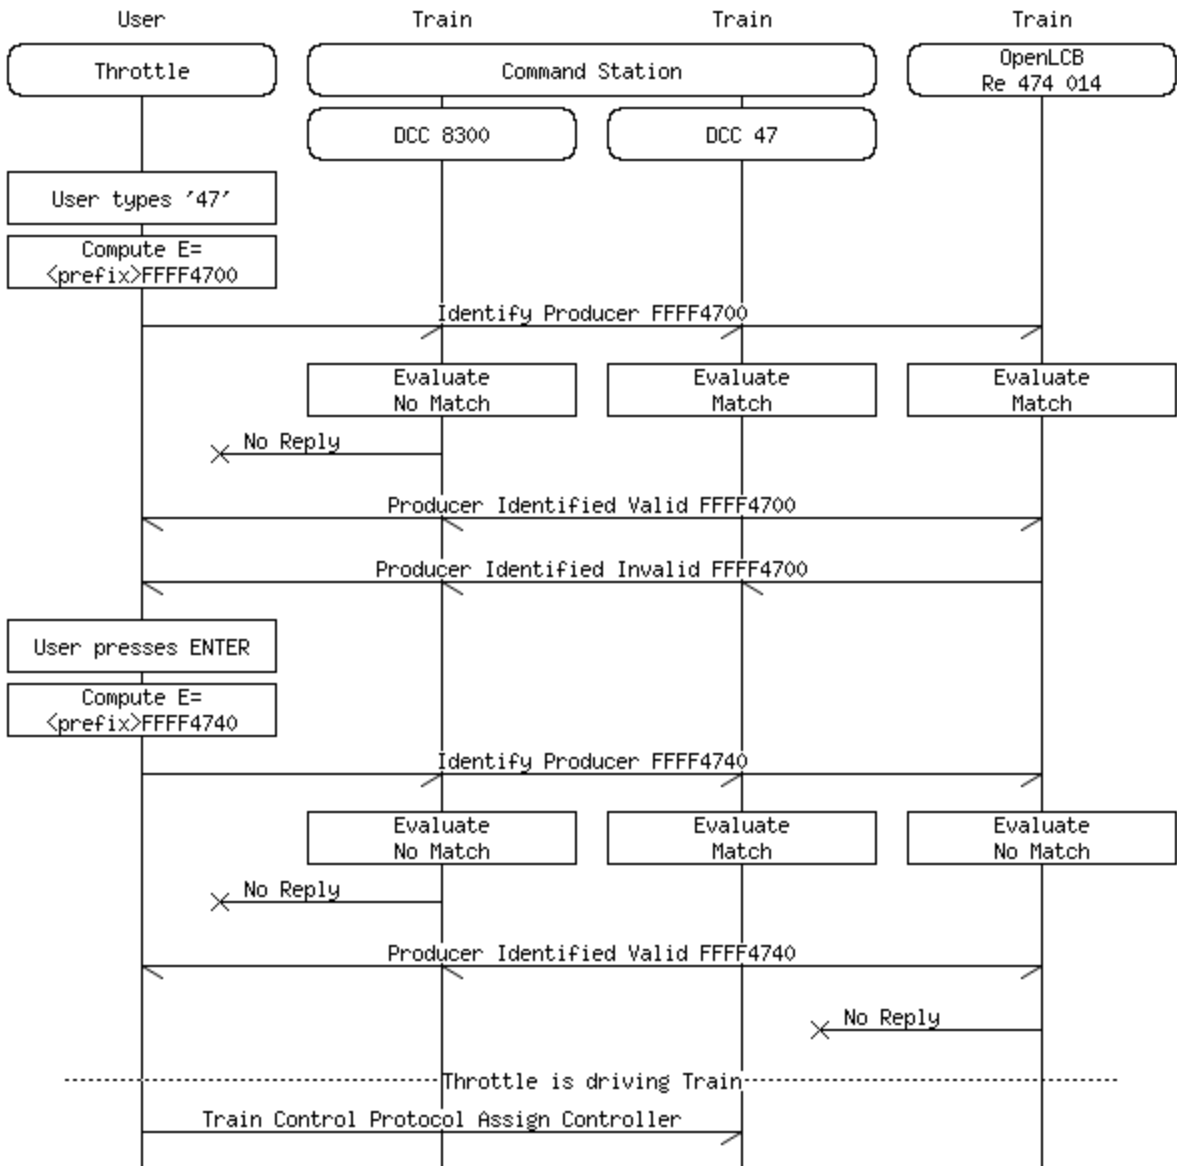 User Train Train Train
Throttle
Command Station
OpenLCB
Re 474 014
DCC 8300
DCC 47
User types '47'
Compute E=
<prefix>FFFF4700
Identify Producer FFFF4700
Evaluate
No Match
Evaluate
Match
Evaluate
Match
No Reply
Producer Identified Valid FFFF4700
Producer Identified Invalid FFFF4700
User presses ENTER
Compute E=
<prefix>FFFF4740
Identify Producer FFFF4740
Evaluate
No Match
Evaluate
Match
Evaluate
No Match
No Reply
Producer Identified Valid FFFF4740
No Reply
Throttle is driving Train
Train Control Protocol Assign Controller